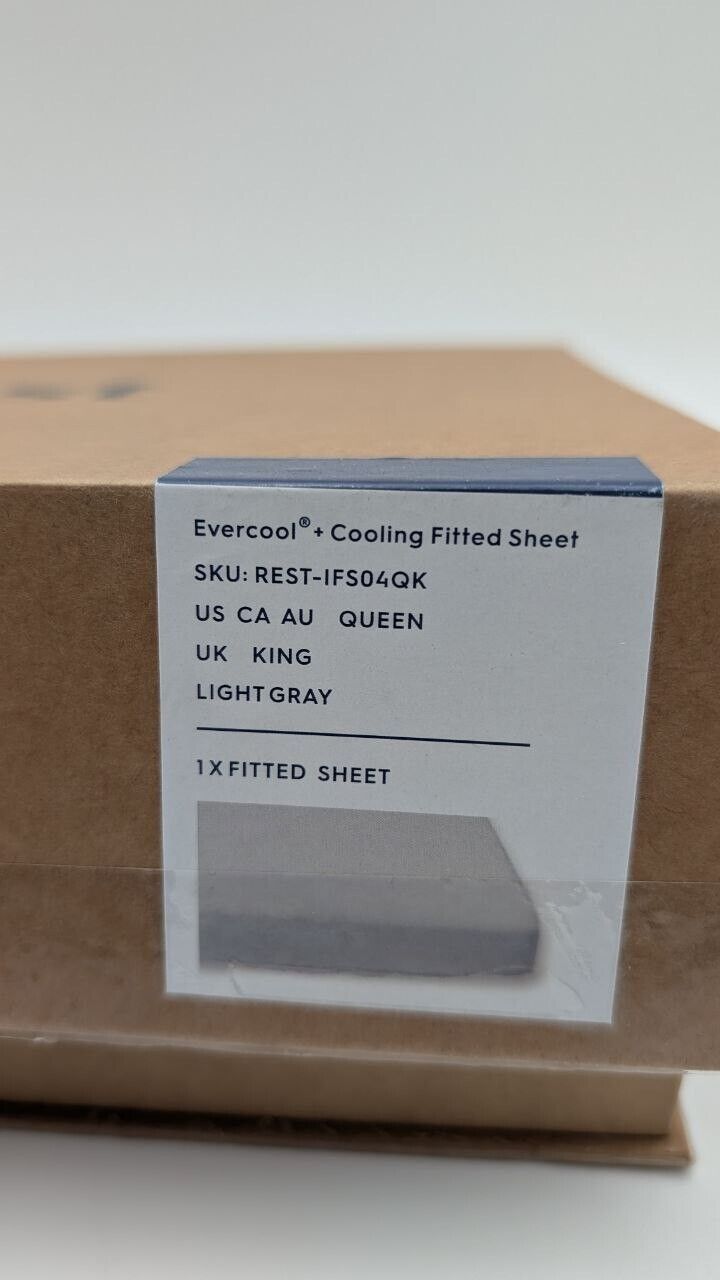 Evercool® + Cooling Fitted Sheet
SKU: REST-IFS04QK
US CA AU QUEEN
UK KING
LIGHT GRAY
1 X FITTED SHEET